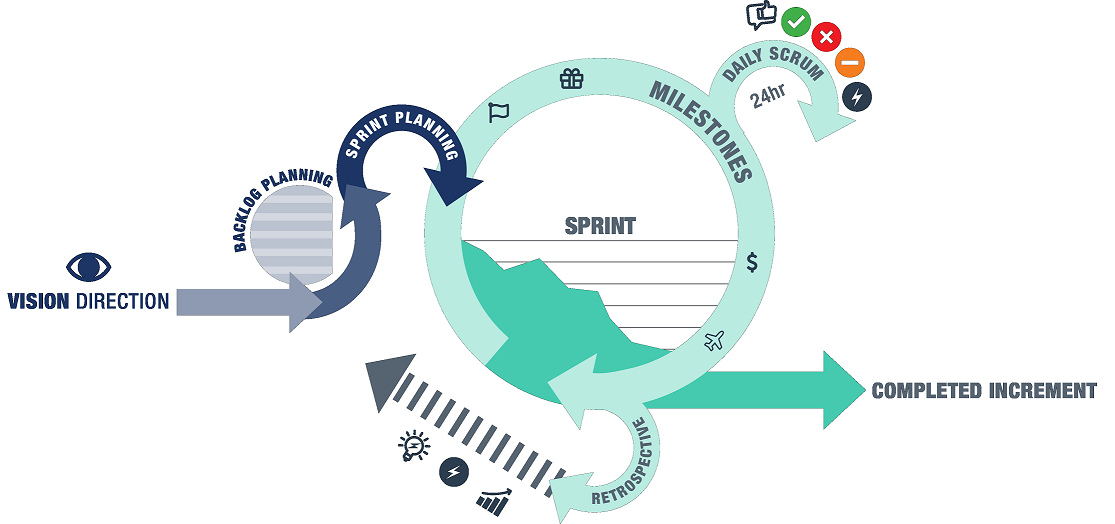 VISION DIRECTION
BACKLOG PLANNING
SPRINT PLANNING
MILESTONES
DAILY SCRUM
24hr
SPRINT
$
COMPLETED INCREMENT
RETROSPECTIVE